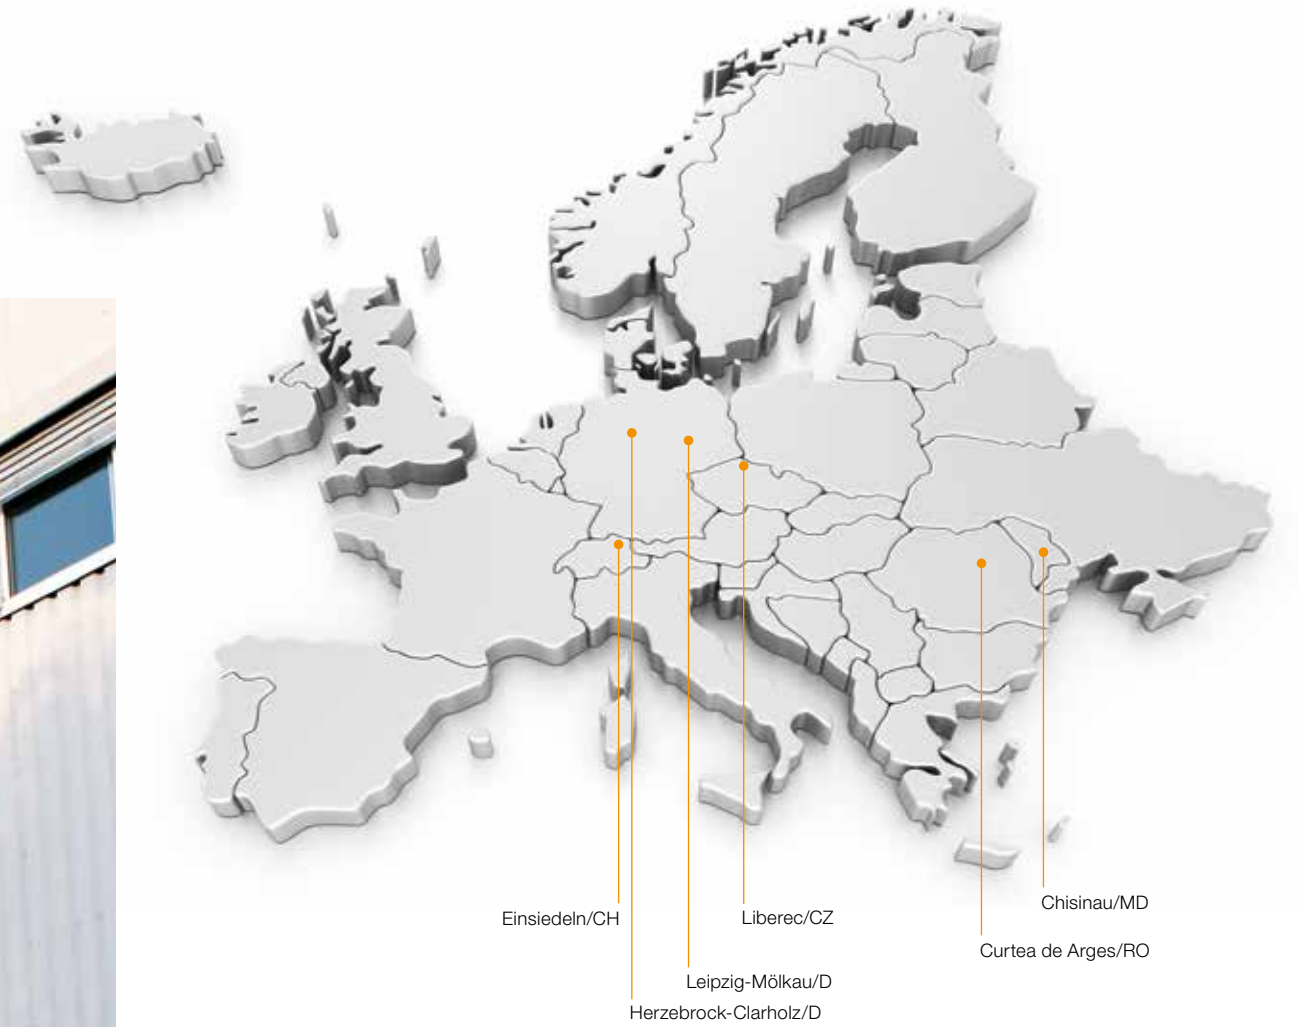 Chisinau/MD
Einsiedeln/CH
Liberec/CZ
Curtea de Arges/RO
Leipzig-Mölkau/D
Herzebrock-Clarholz/D